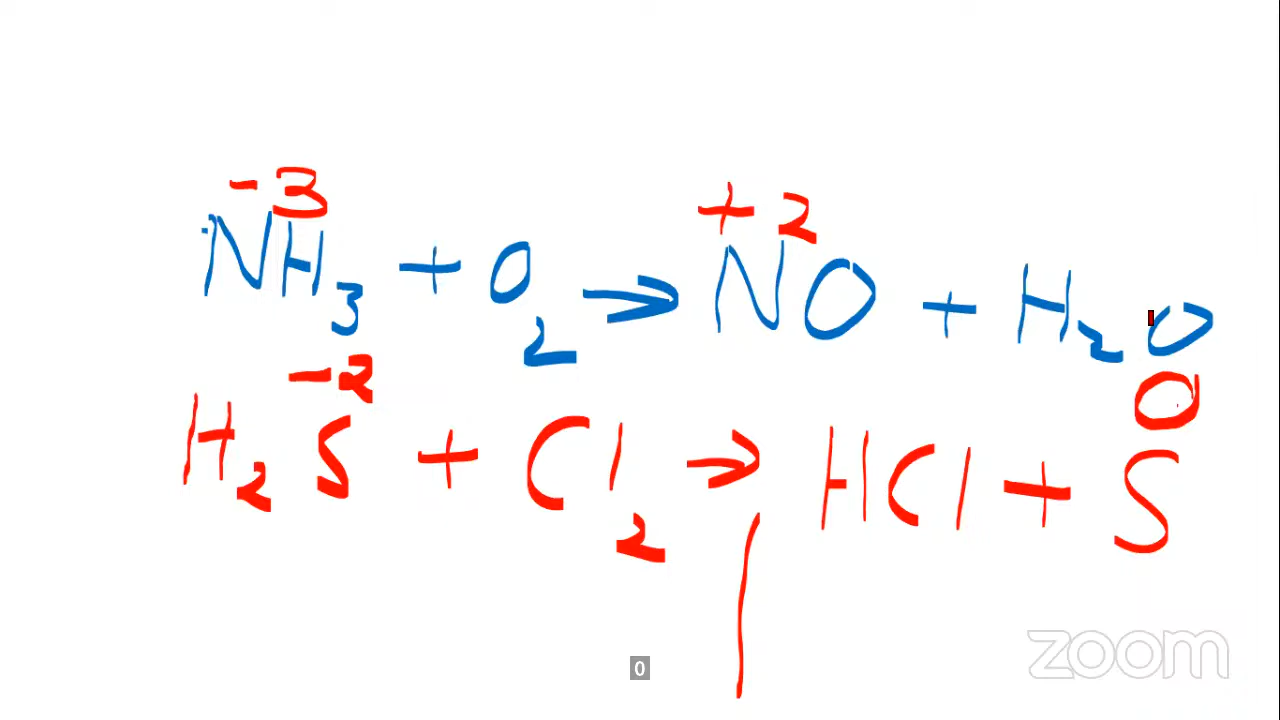 -3 +2
NH3 + O2 → NO + H2O
-2 0
H2S + Cl2 → HCl + S
0
zoom